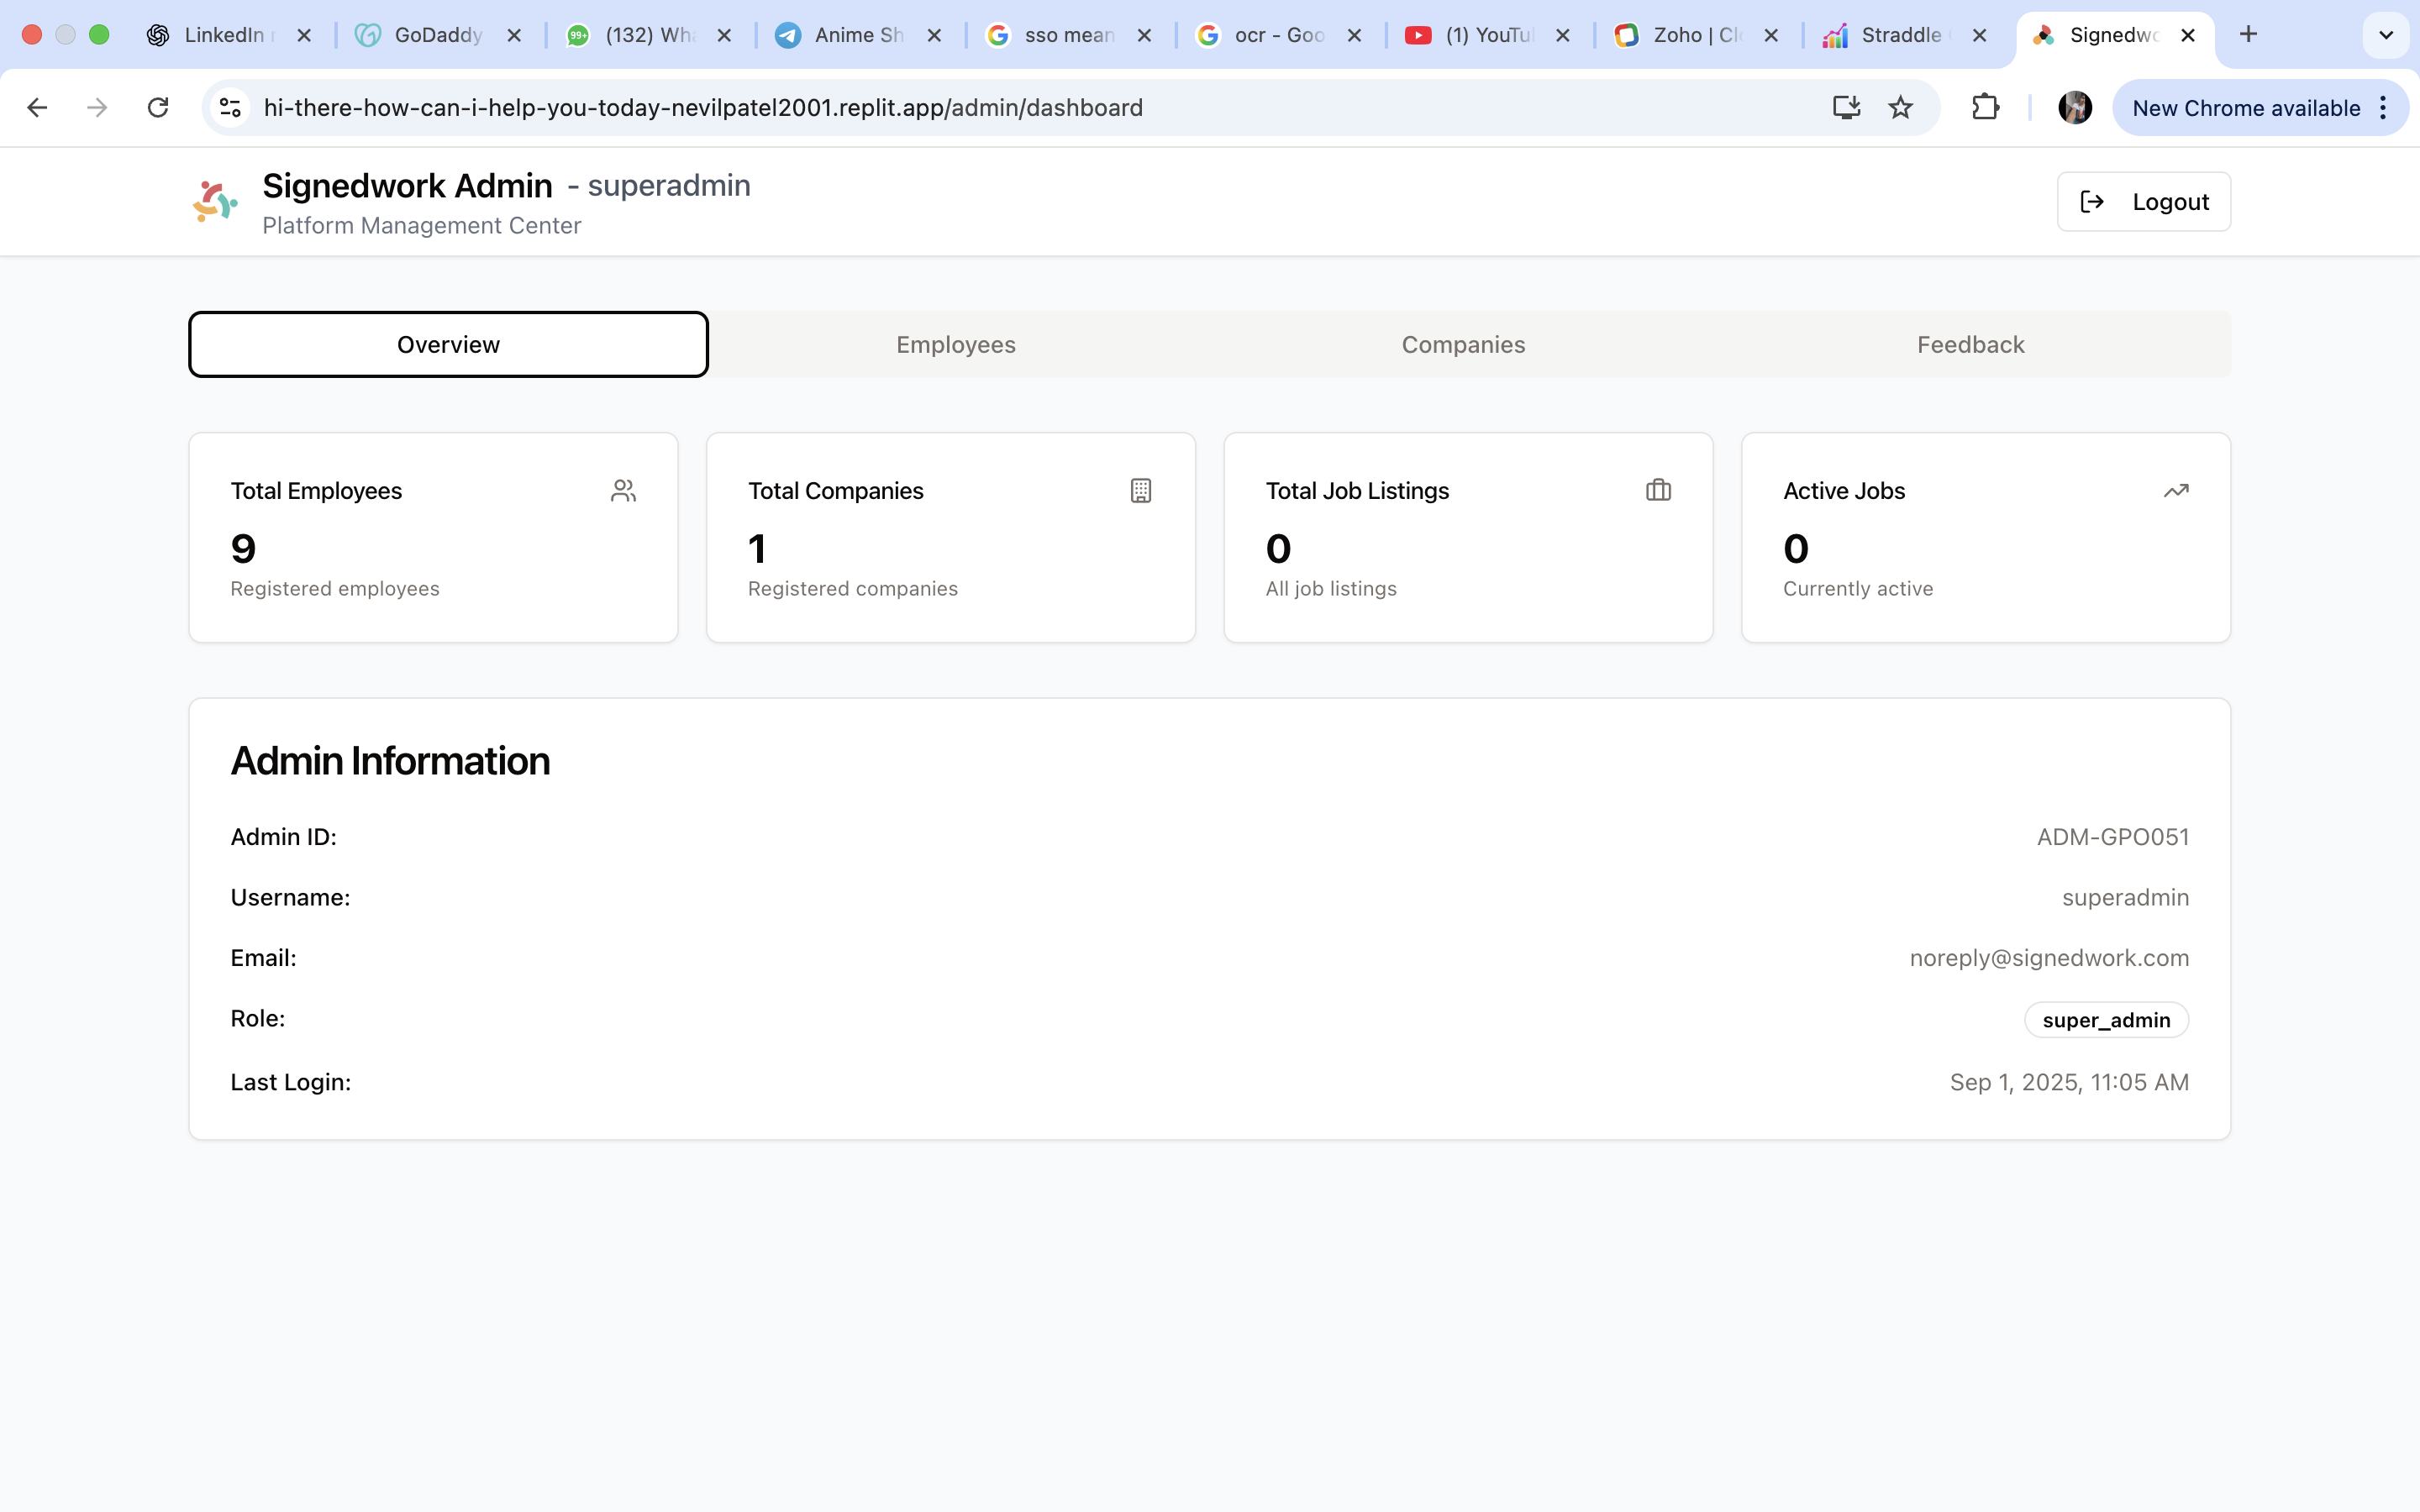 LinkedIn
GoDaddy
99+
(132) Wha
Anime Sh
sso mean
ocr - Goo
(1) YouTu
Zoho | Cl
Straddle
Signedwo
hi-there-how-can-i-help-you-today-nevilpatel2001.replit.app/admin/dashboard
New Chrome available
Signedwork Admin - superadmin
Platform Management Center
Logout
Overview
Employees
Companies
Feedback
Total Employees
9
Registered employees
Total Companies
1
Registered companies
Total Job Listings
0
All job listings
Active Jobs
0
Currently active
Admin Information
Admin ID: ADM-GPO051
Username: superadmin
Email: noreply@signedwork.com
Role: super_admin
Last Login: Sep 1, 2025, 11:05 AM